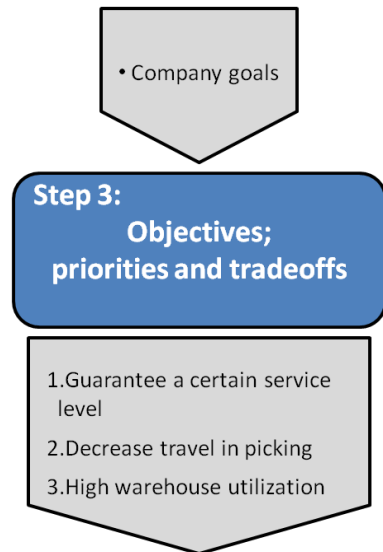 • Company goals
Step 3:
Objectives;
priorities and tradeoffs
1.Guarantee a certain service
level
2.Decrease travel in picking
3.High warehouse utilization